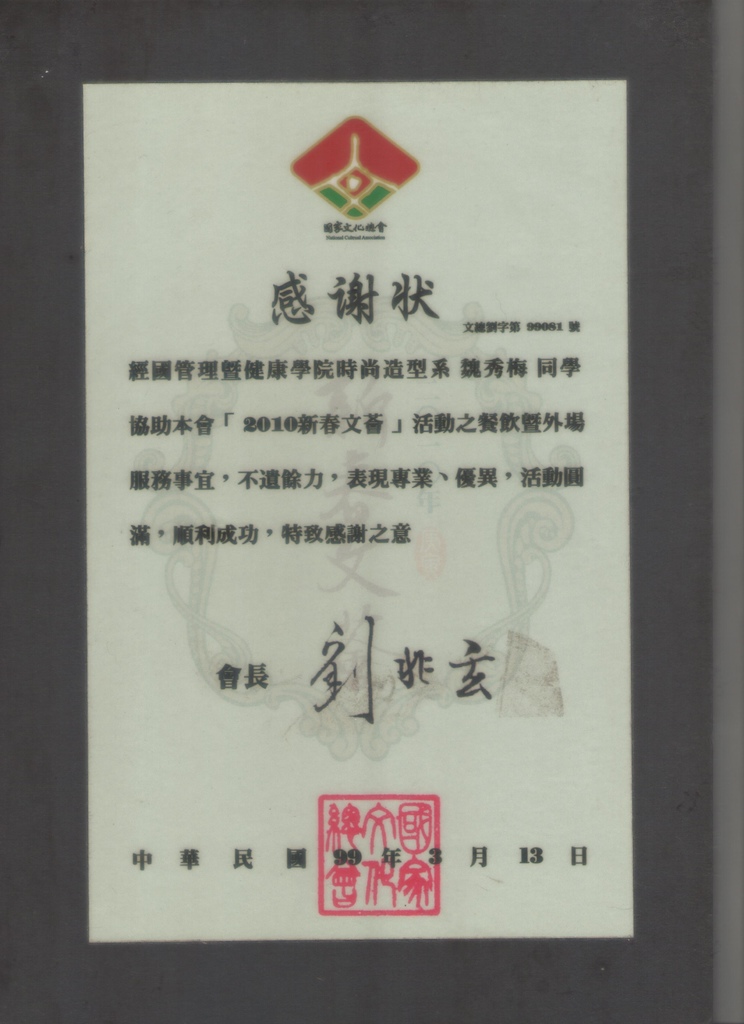 國家文化總會
National Cultural Association
感謝狀
文總劉字第 99081 號
經國管理暨健康學院時尚造型系 魏秀梅 同學
協助本會「 2010新春文薈 」活動之餐飲暨外場
服務事宜，不遺餘力，表現專業、優異，活動圓
滿，順利成功，特致感謝之意
會長 劉兆玄
國家文化總會
中華民國 99 年 3 月 13 日